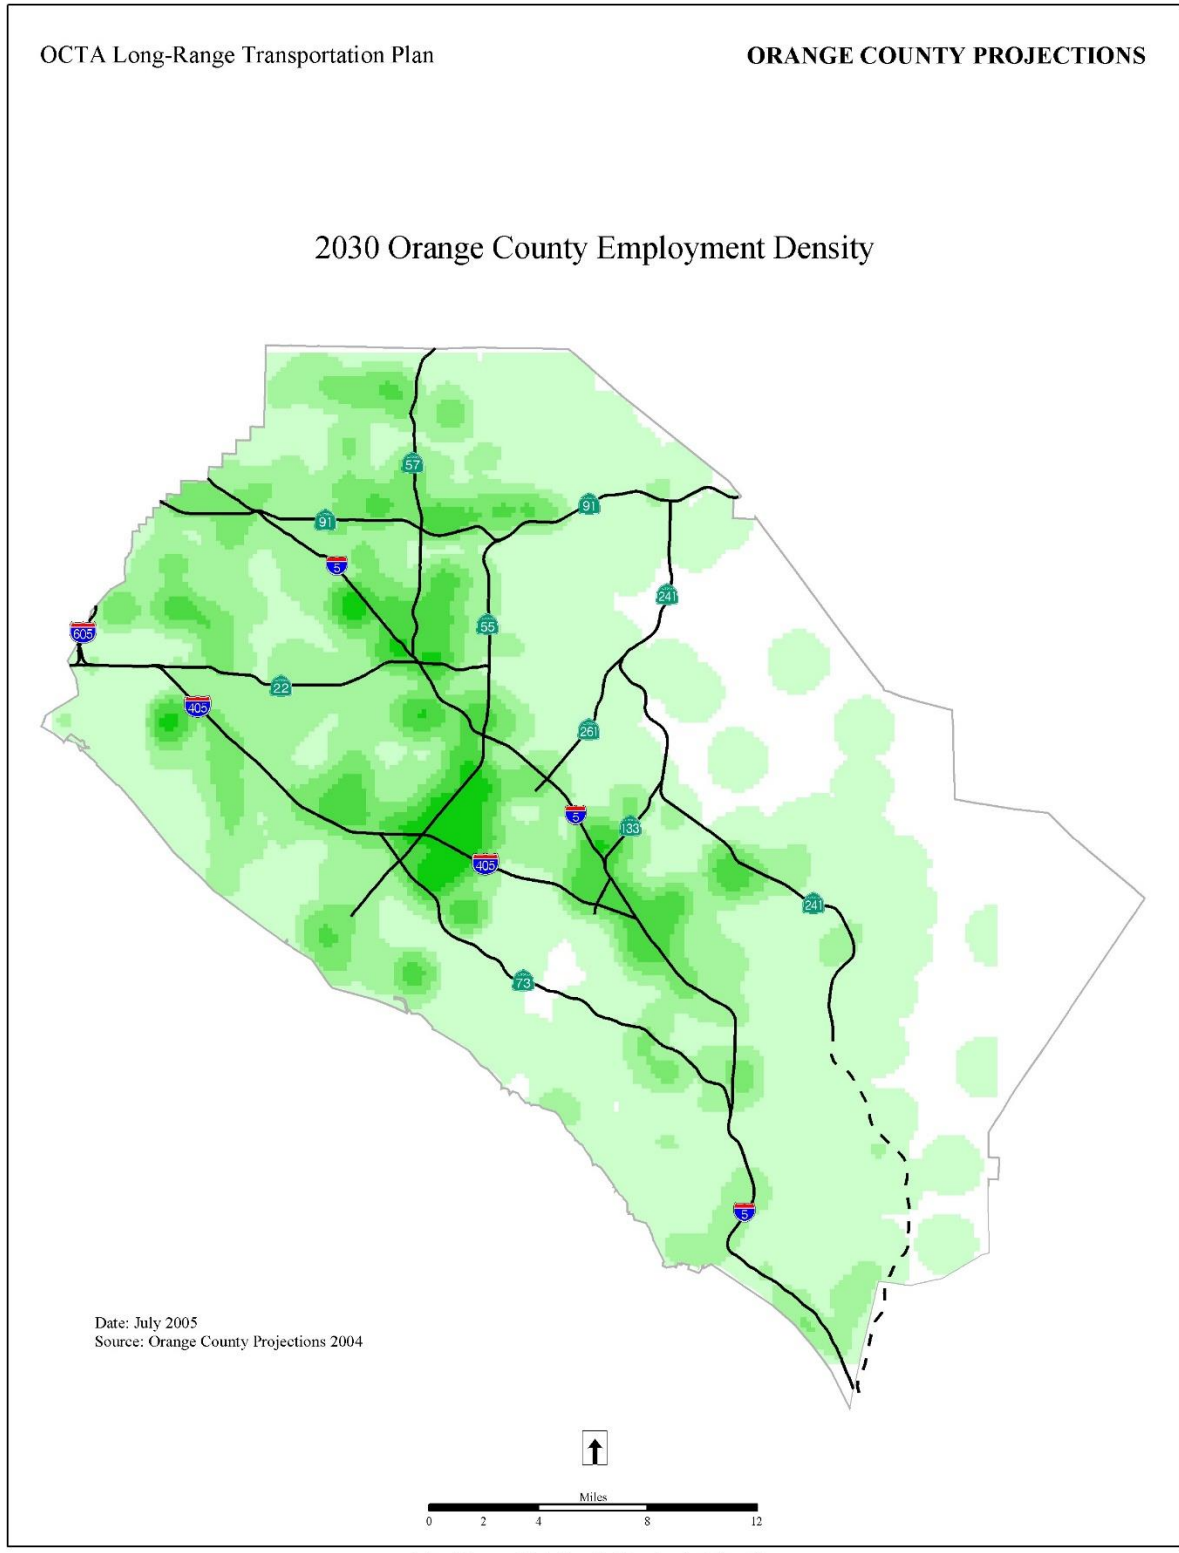 OCTA Long-Range Transportation Plan
ORANGE COUNTY PROJECTIONS
2030 Orange County Employment Density
57
91
91
5
241
55
605
22
405
261
5
133
405
241
73
5
Date: July 2005
Source: Orange County Projections 2004
Miles
0 2 4 8 12